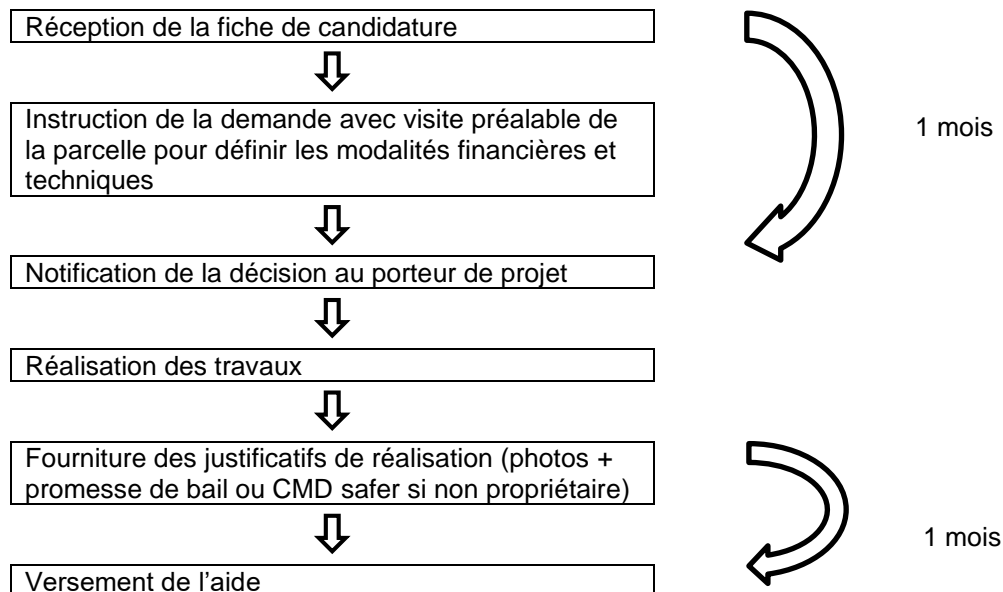 Réception de la fiche de candidature
Instruction de la demande avec visite préalable de
la parcelle pour définir les modalités financières et
techniques
1 mois
Notification de la décision au porteur de projet
Réalisation des travaux
Fourniture des justificatifs de réalisation (photos +
promesse de bail ou CMD safer si non propriétaire)
1 mois
Versement de l'aide